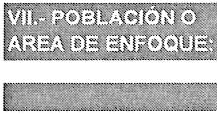 VII.- POBLACIÓN O
AREA DE ENFOQUE: